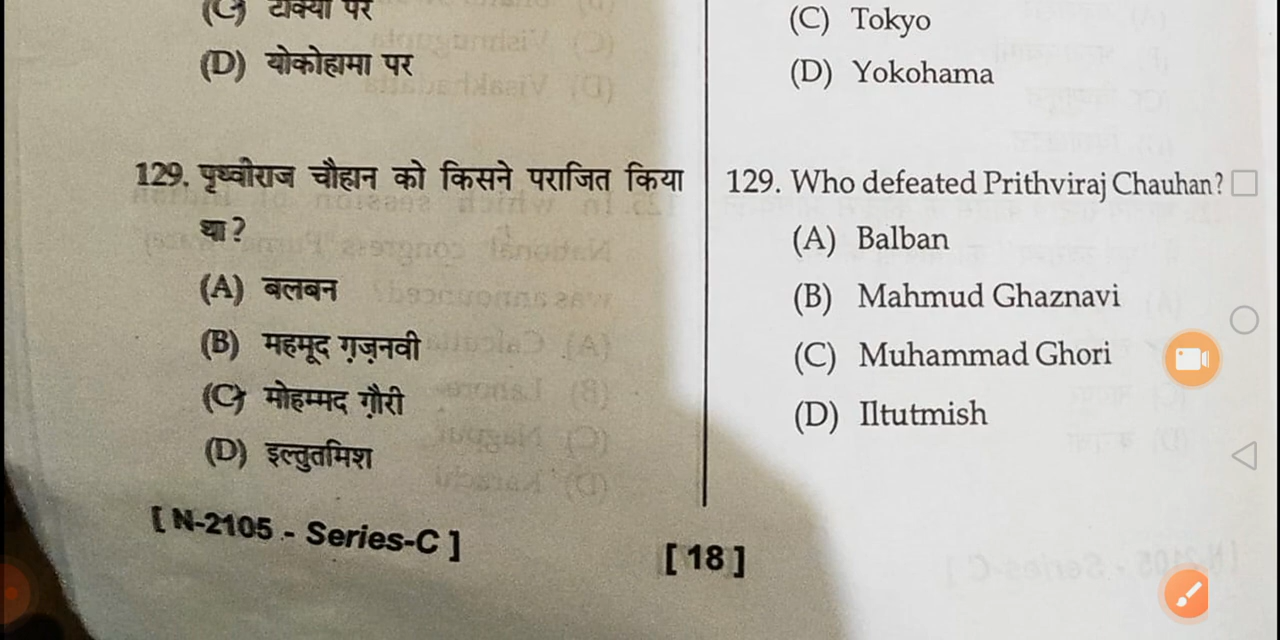 (C) टोक्यो पर
(D) योकोहामा पर
129. पृथ्वीराज चौहान को किसने पराजित किया
था?
(A) बलबन
(B) महमूद ग़ज़नवी
(C) मोहम्मद ग़ौरी
(D) इल्तुतमिश
[ N-2105 - Series-C ]
(C) Tokyo
(D) Yokohama
129. Who defeated Prithviraj Chauhan?
(A) Balban
(B) Mahmud Ghaznavi
(C) Muhammad Ghori
(D) Iltutmish
[ 18 ]